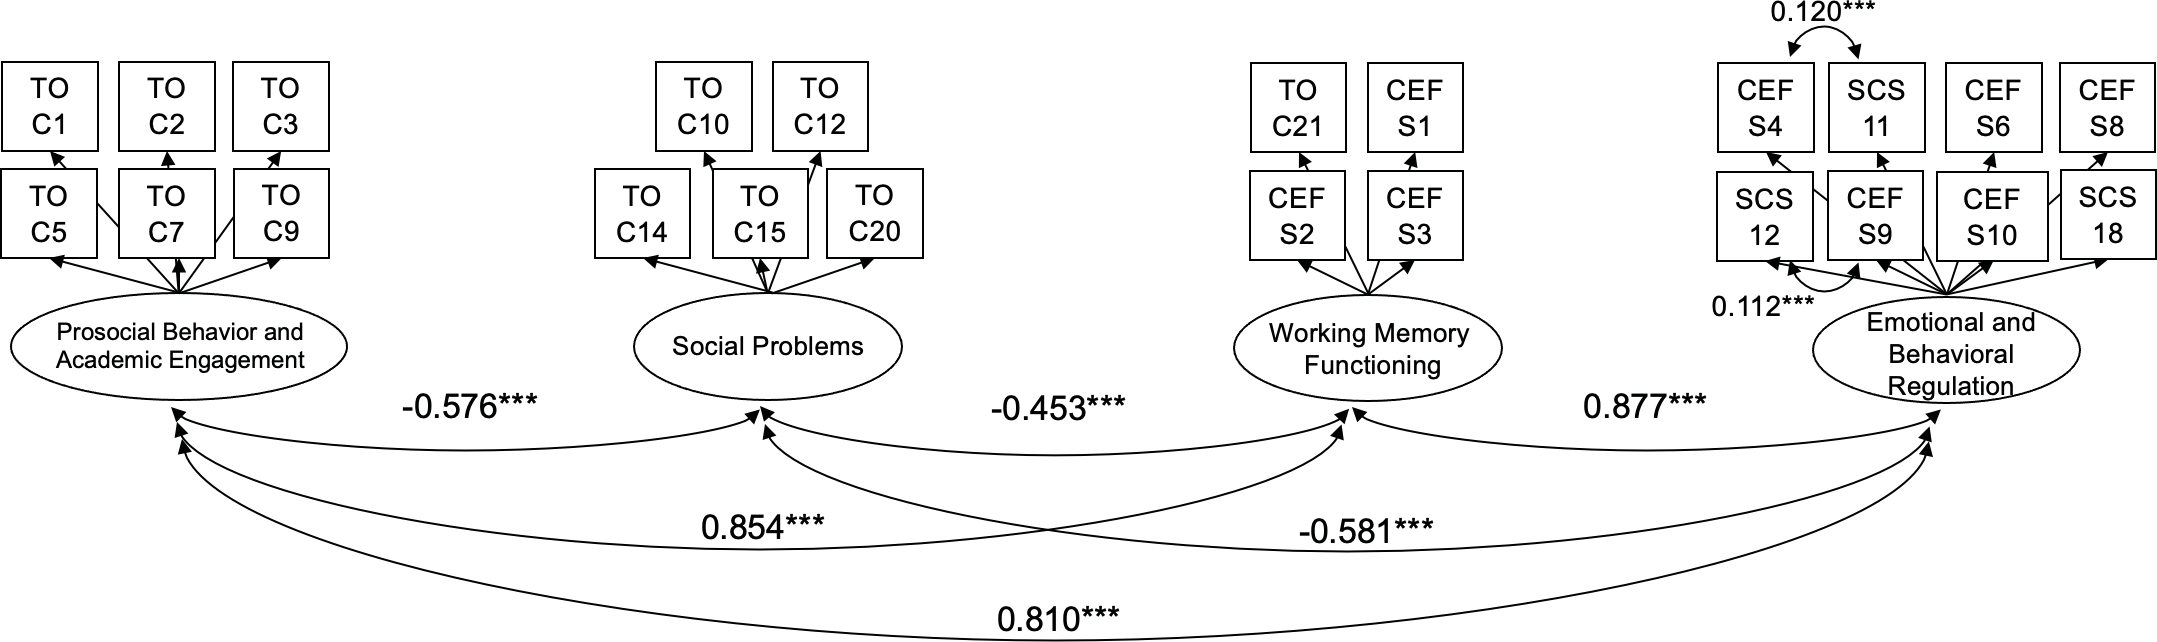 0.120***
TO
C1
TO
C2
TO
C3
TO
C10
TO
C12
TO
C21
CEF
S1
CEF
S4
SCS
11
CEF
S6
CEF
S8
TO
C5
TO
C7
TO
C9
TO
C14
TO
C15
TO
C20
CEF
S2
CEF
S3
SCS
12
CEF
S9
CEF
S10
SCS
18
0.112***
Prosocial Behavior and
Academic Engagement
Social Problems
Working Memory
Functioning
Emotional and
Behavioral
Regulation
-0.576***
-0.453***
0.877***
0.854***
-0.581***
0.810***